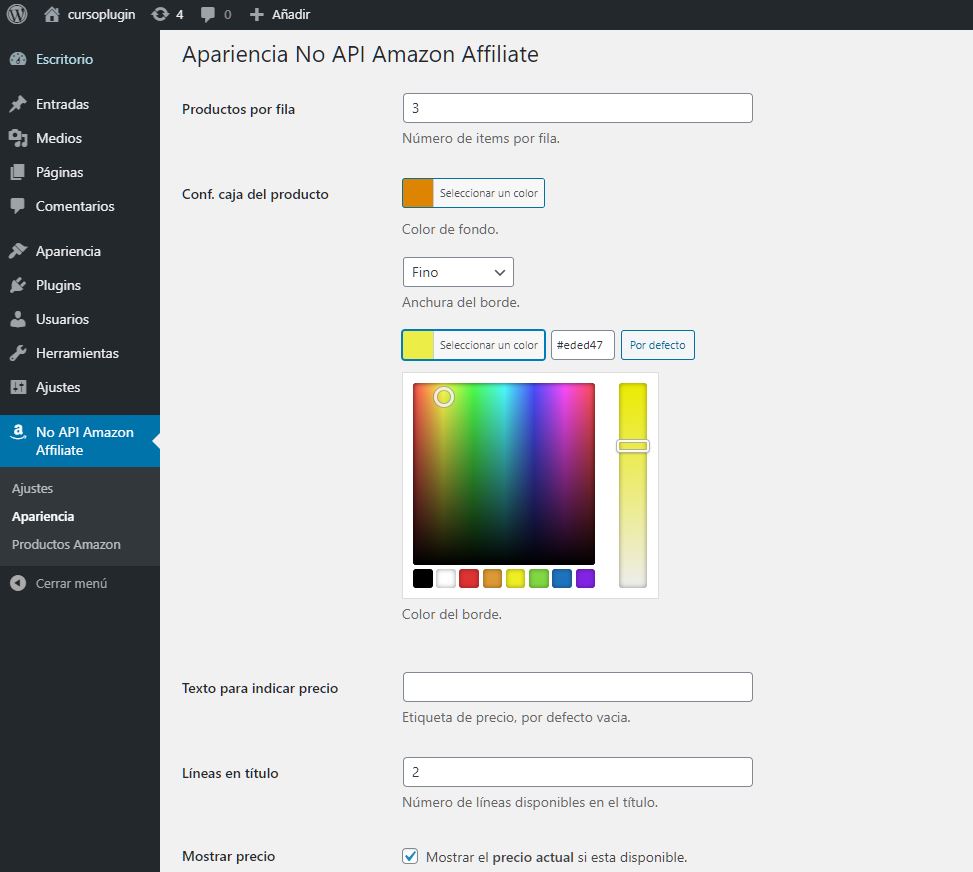 cursoplugin 4 0 Añadir
Escritorio
Entradas
Medios
Páginas
Comentarios
Apariencia
Plugins
Usuarios
Herramientas
Ajustes
No API Amazon
Affiliate
Ajustes
Apariencia
Productos Amazon
Cerrar menú
Apariencia No API Amazon Affiliate
Productos por fila
3
Número de items por fila.
Conf. caja del producto
Seleccionar un color
Color de fondo.
Fino
Anchura del borde.
Seleccionar un color #eded47 Por defecto
Color del borde.
Texto para indicar precio
Etiqueta de precio, por defecto vacia.
Líneas en título
2
Número de líneas disponibles en el título.
Mostrar precio
Mostrar el precio actual si esta disponible.